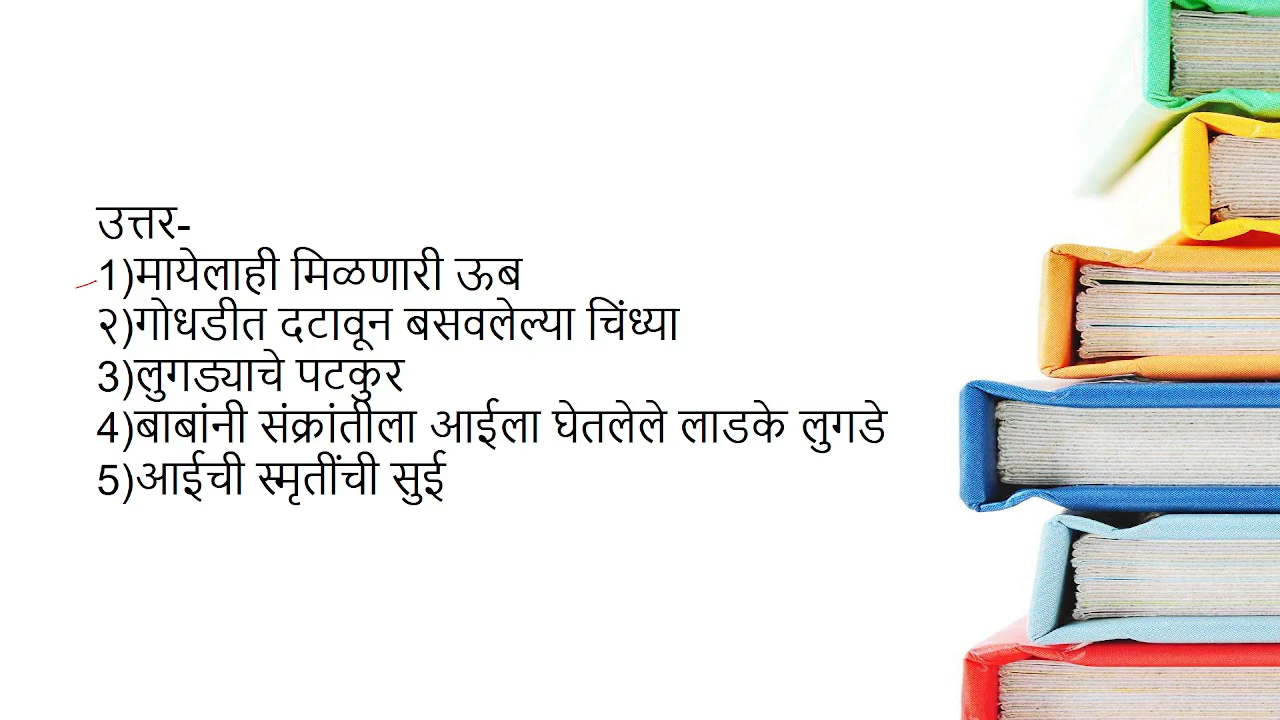 उत्तर-
1)मायेलाही मिळणारी ऊब
२)गोधडीत दटावून बसवलेल्या चिंध्या
3)लुगड्याचे पटकुर
4)बाबांनी संक्रांतीला आईला घेतलेले लाडके लुगडे
5)आईची स्मृतींची सुई